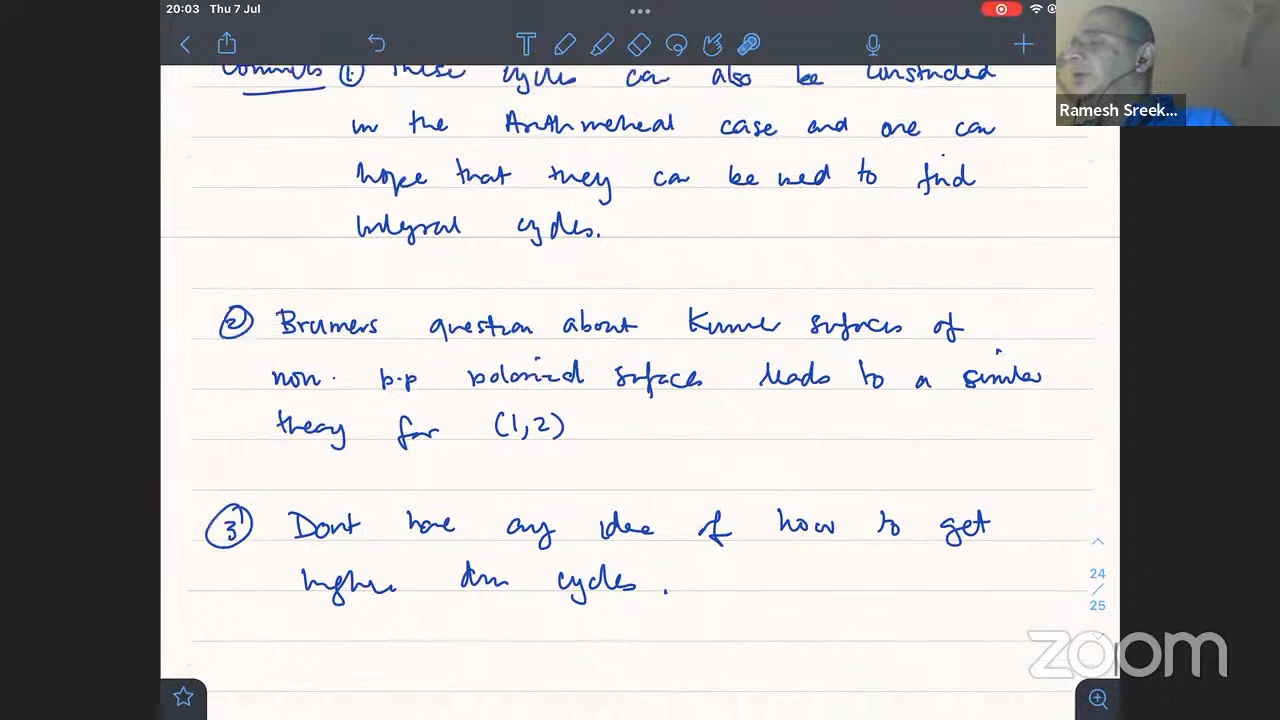 20:03 Thu 7 Jul
Ramesh Sreek...
Comments ① These cycles can also be constructed
in the Arithmetical case and one can
hope that they can be used to find
integral cycles.
② Brumers question about Kummer surfaces of
non. p.p polarized surfaces leads to a similar
theory for (1,2)
③ Dont have any idea of how to get
higher dim cycles.
24
/
25
zoom